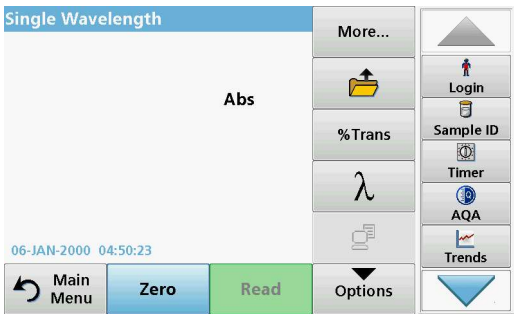 Single Wavelength
More...
Abs
%Trans
λ
06-JAN-2000 04:50:23
Main
Menu
Zero
Read
Options
Login
Sample ID
Timer
AQA
Trends